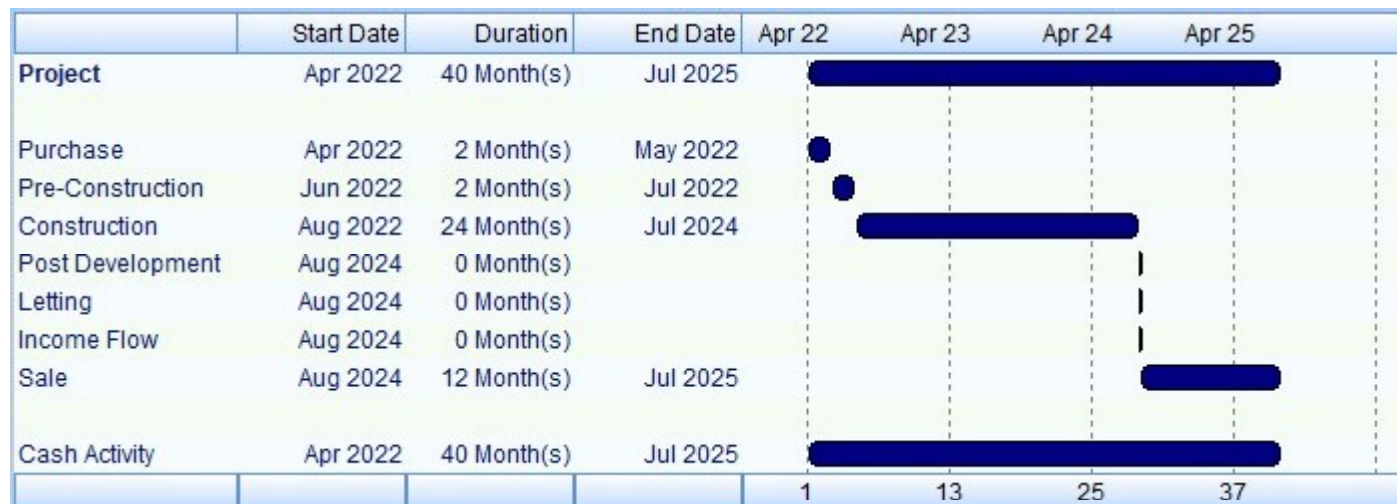 Start Date Duration End Date Apr 22 Apr 23 Apr 24 Apr 25
Project Apr 2022 40 Month(s) Jul 2025
Purchase Apr 2022 2 Month(s) May 2022
Pre-Construction Jun 2022 2 Month(s) Jul 2022
Construction Aug 2022 24 Month(s) Jul 2024
Post Development Aug 2024 0 Month(s)
Letting Aug 2024 0 Month(s)
Income Flow Aug 2024 0 Month(s)
Sale Aug 2024 12 Month(s) Jul 2025
Cash Activity Apr 2022 40 Month(s) Jul 2025
1 13 25 37